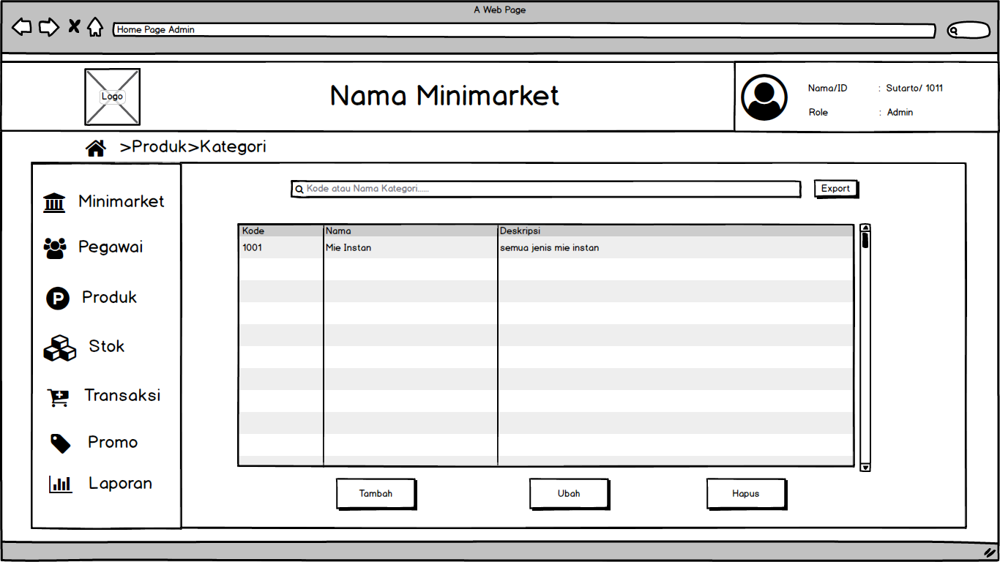 A Web Page
Home Page Admin
Logo
Nama Minimarket
Nama/ID : Sutarto/ 1011
Role : Admin
>Produk>Kategori
Minimarket
Pegawai
P Produk
Stok
Transaksi
Promo
Laporan
Kode atau Nama Kategori......
Export
Kode Nama Deskripsi
1001 Mie Instan semua jenis mie instan
Tambah Ubah Hapus